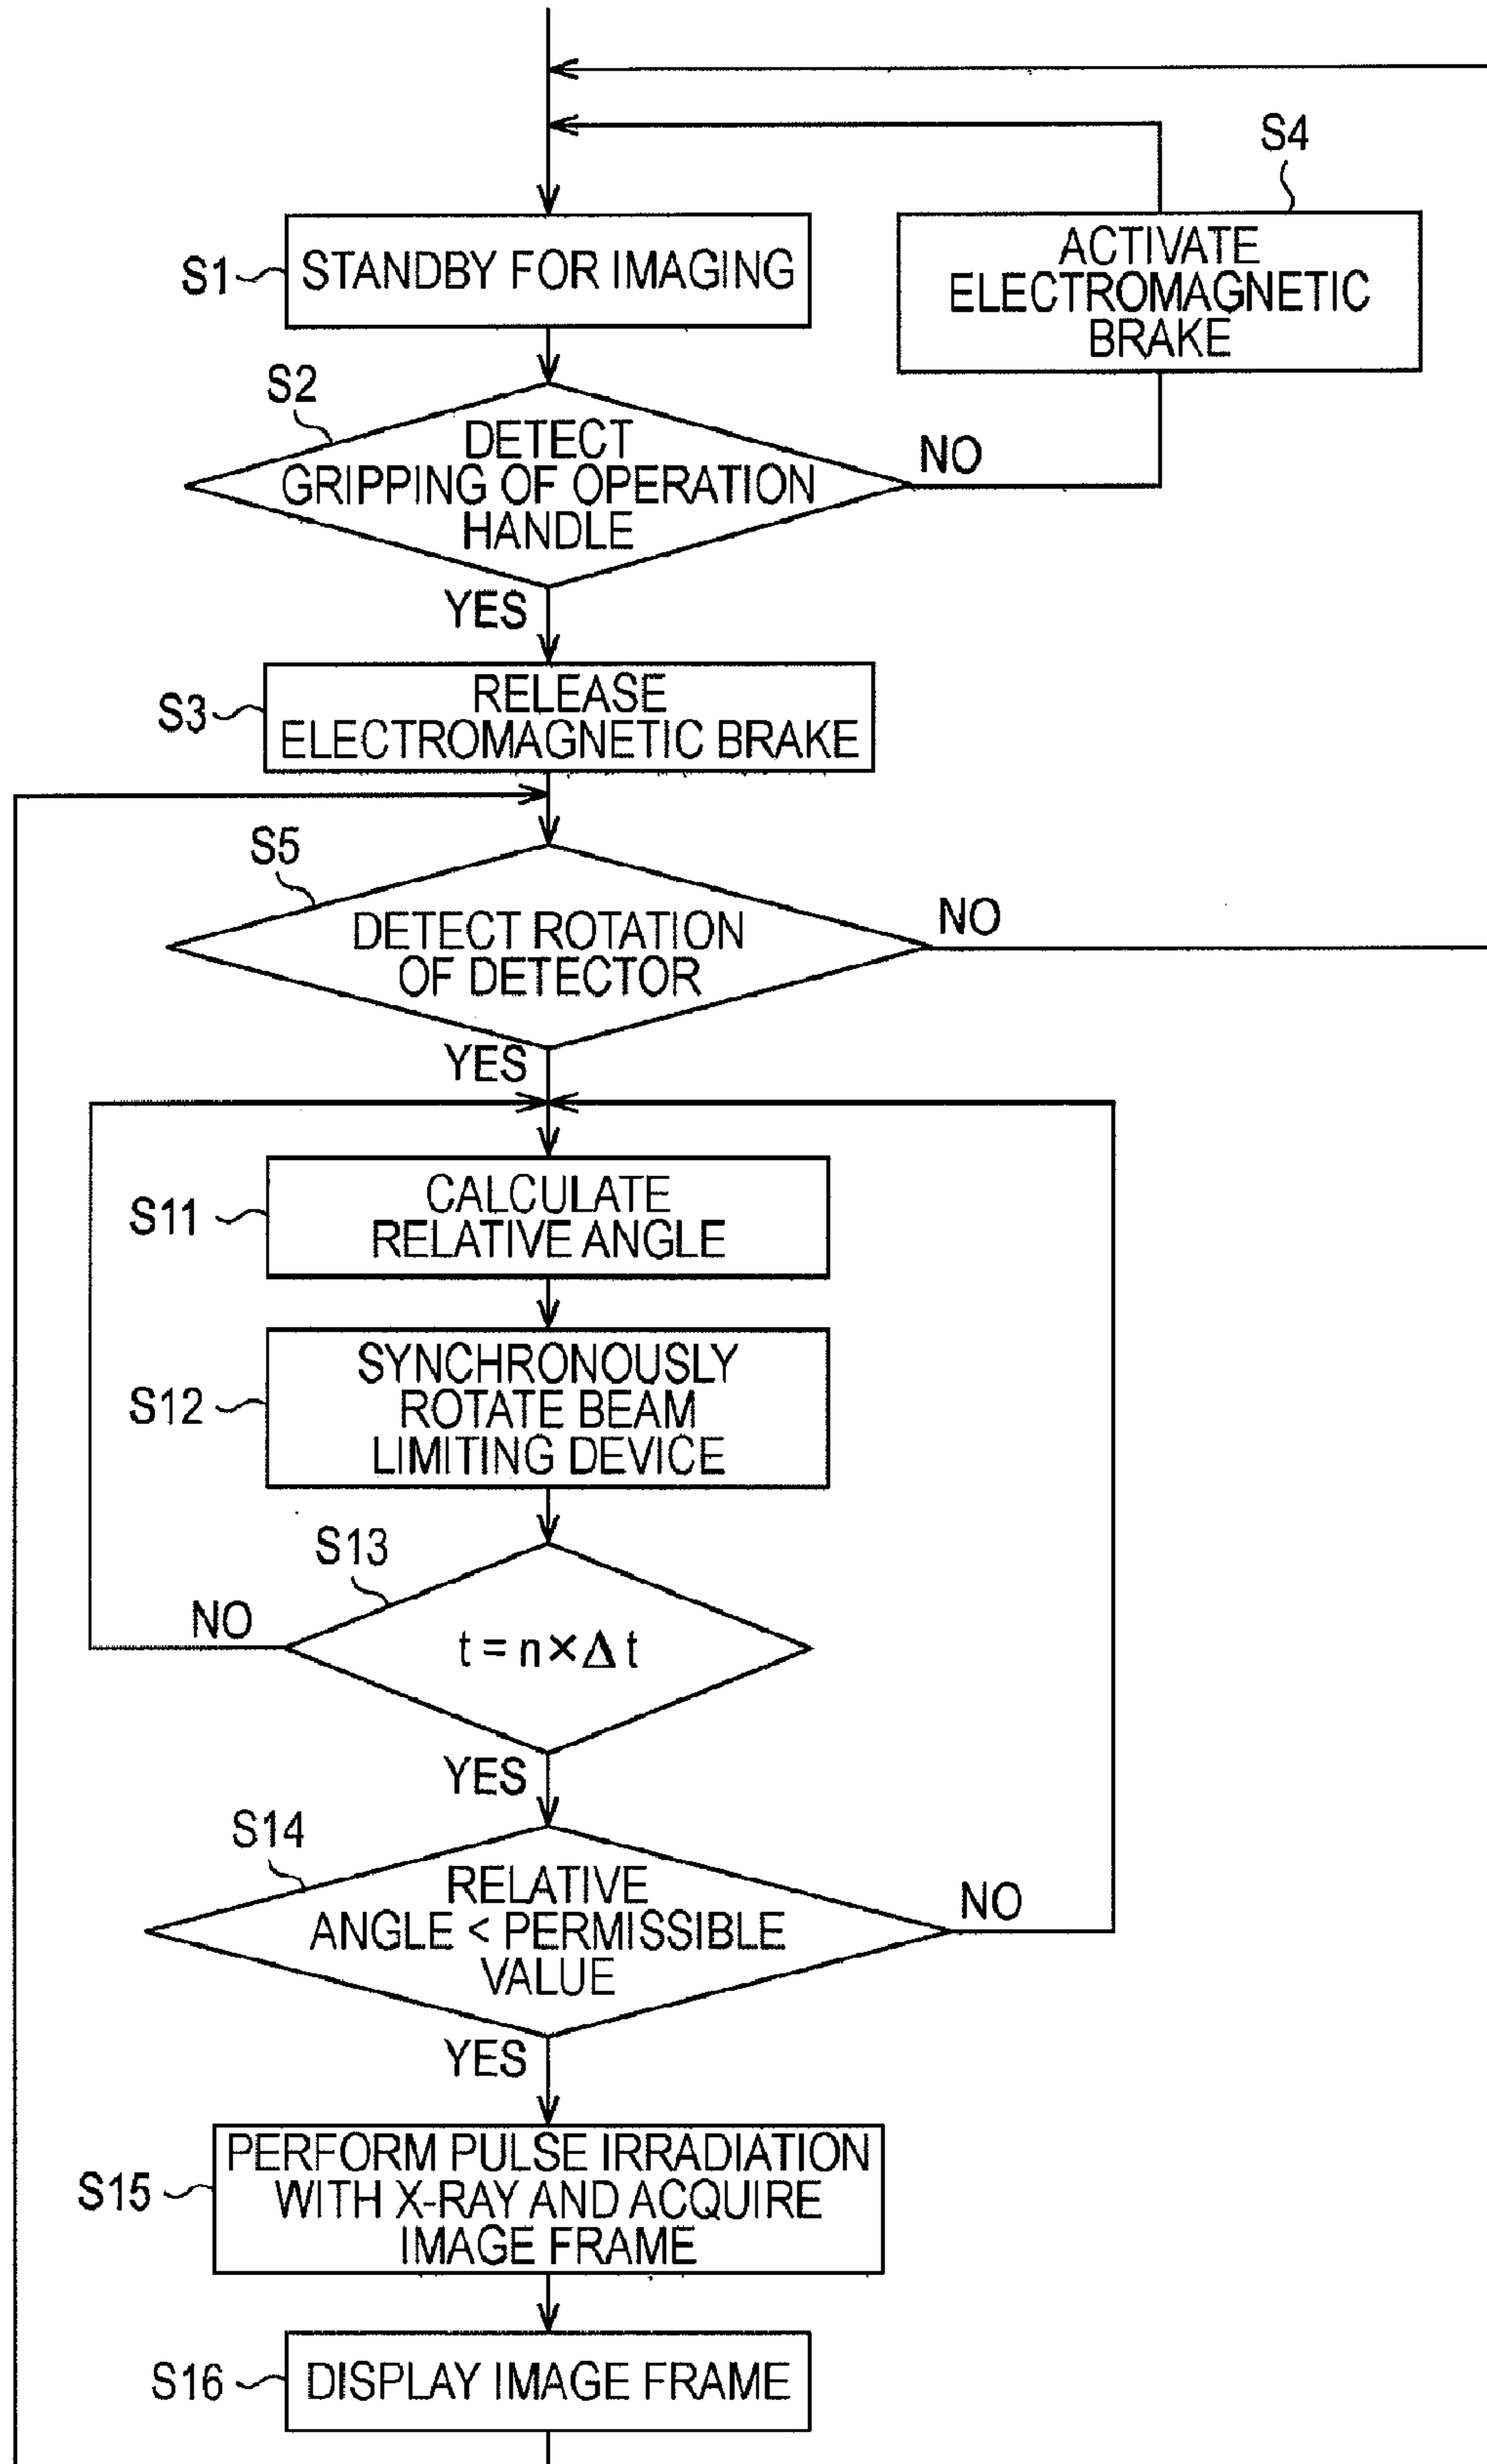 S4
S1
STANDBY FOR IMAGING
ACTIVATE
ELECTROMAGNETIC
BRAKE
S2
DETECT
GRIPPING OF OPERATION
HANDLE
NO
YES
S3
RELEASE
ELECTROMAGNETIC BRAKE
S5
DETECT ROTATION
OF DETECTOR
NO
YES
S11
CALCULATE
RELATIVE ANGLE
S12
SYNCHRONOUSLY
ROTATE BEAM
LIMITING DEVICE
S13
NO
t = n × Δ t
YES
S14
RELATIVE
ANGLE < PERMISSIBLE
VALUE
NO
YES
S15
PERFORM PULSE IRRADIATION
WITH X-RAY AND ACQUIRE
IMAGE FRAME
S16
DISPLAY IMAGE FRAME